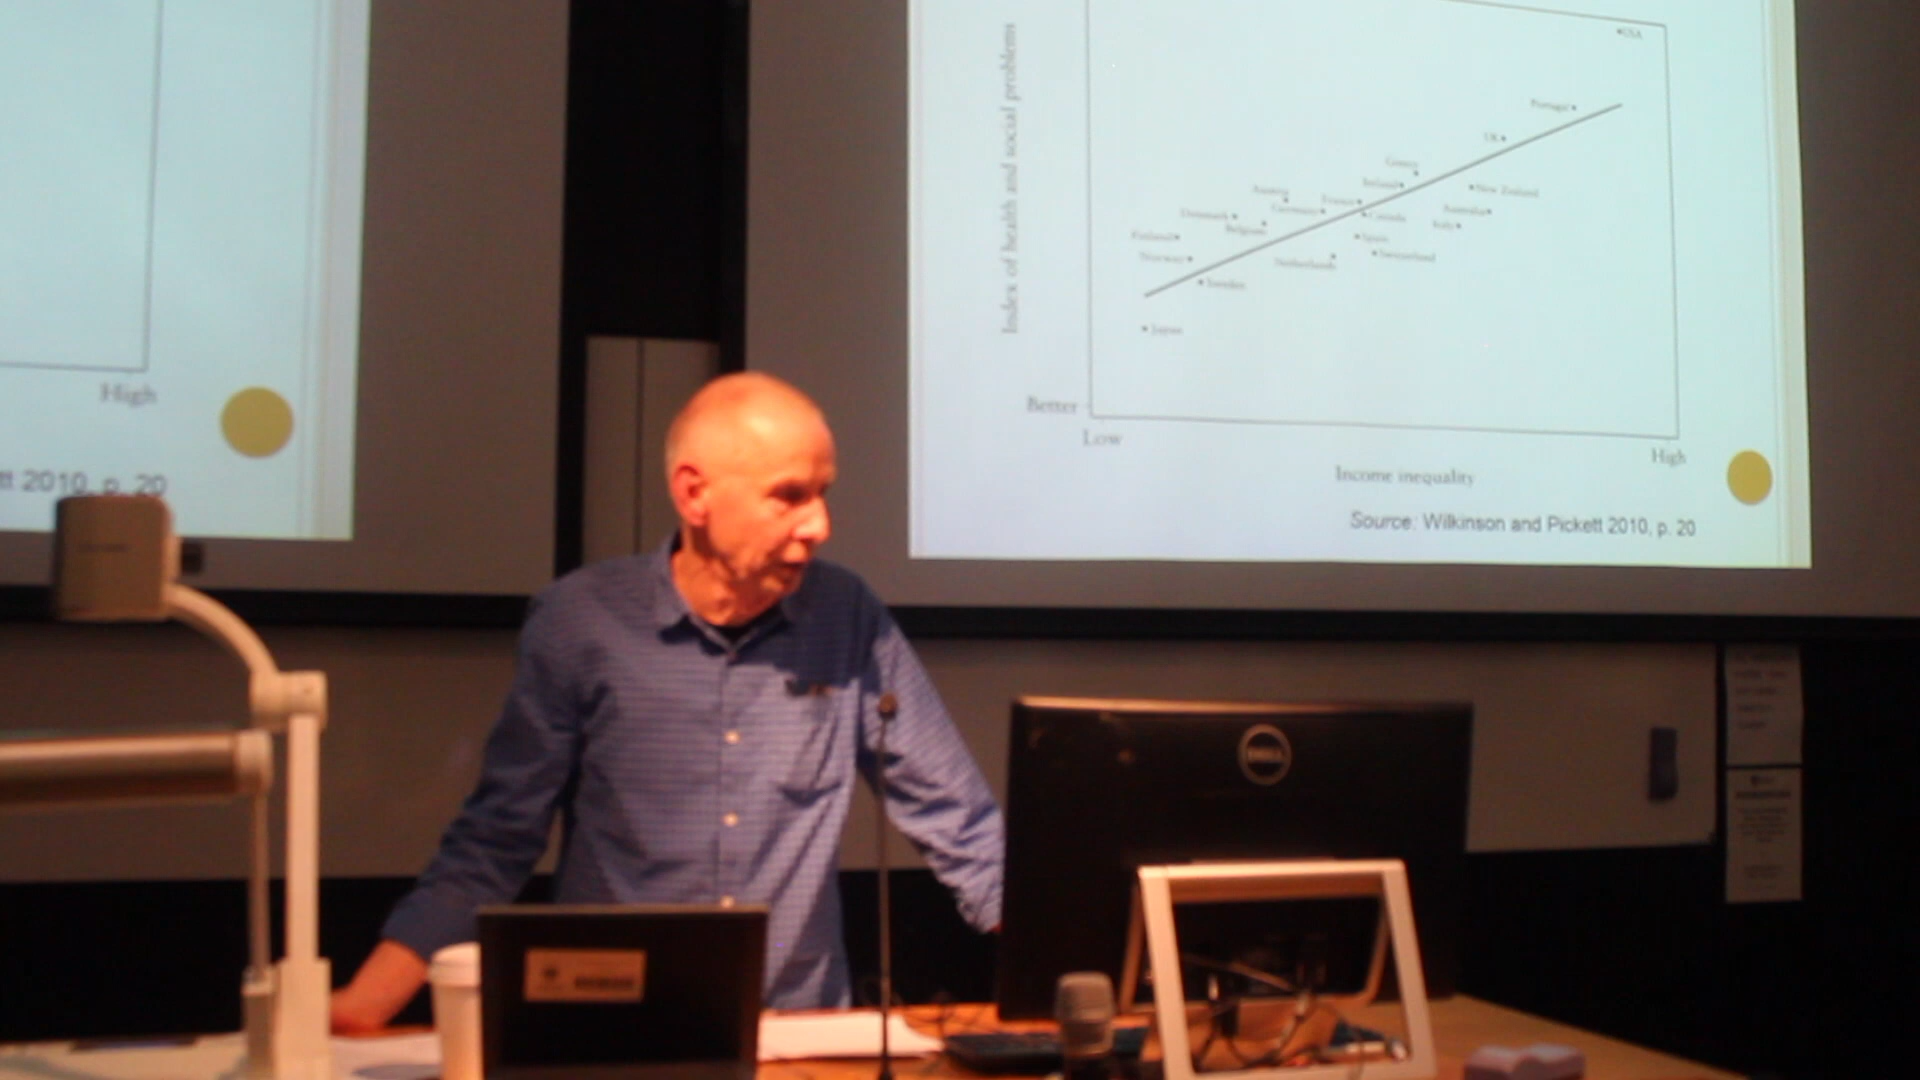 High
tt 2010, p. 20
Index of health and social problems
USA
Portugal
UK
Greece
Ireland
New Zealand
Austria
France
Germany
Australia
Denmark
Canada
Belgium
Italy
Finland
Spain
Norway
Netherlands
Switzerland
Sweden
Japan
Better
Low
High
Income inequality
Source: Wilkinson and Pickett 2010, p. 20
DELL